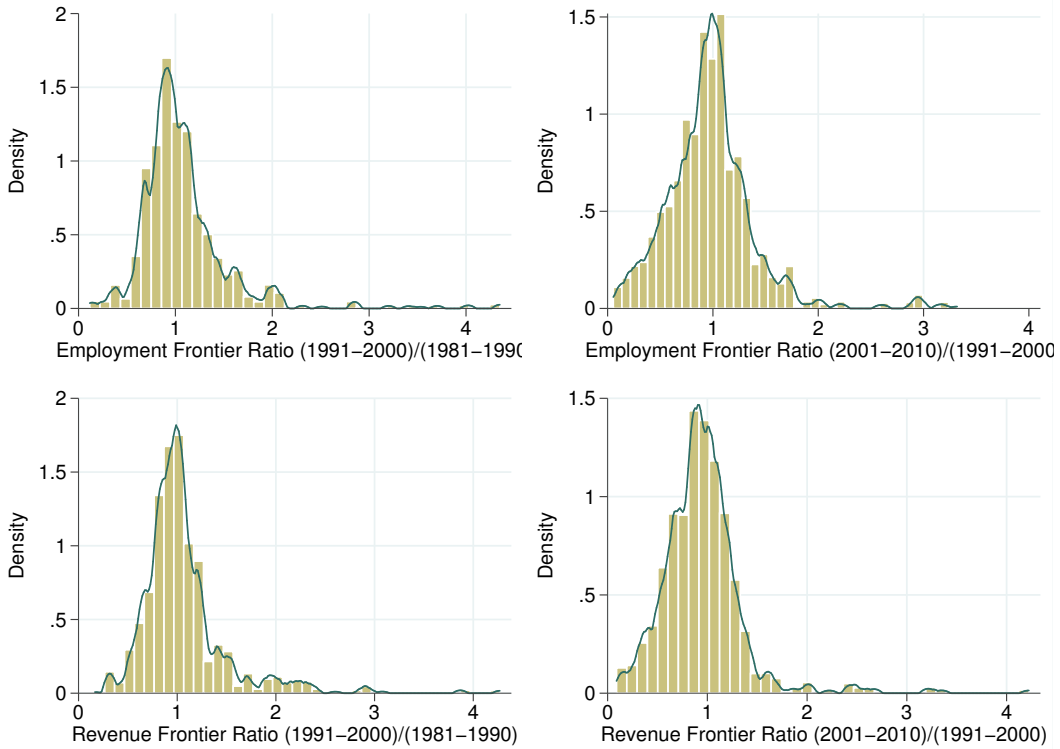 2
1.5
1
.5
0
Density
0 1 2 3 4
Employment Frontier Ratio (1991−2000)/(1981−1990
1.5
1
.5
0
Density
0 1 2 3 4
Employment Frontier Ratio (2001−2010)/(1991−2000
2
1.5
1
.5
0
Density
0 1 2 3 4
Revenue Frontier Ratio (1991−2000)/(1981−1990)
1.5
1
.5
0
Density
0 1 2 3 4
Revenue Frontier Ratio (2001−2010)/(1991−2000)